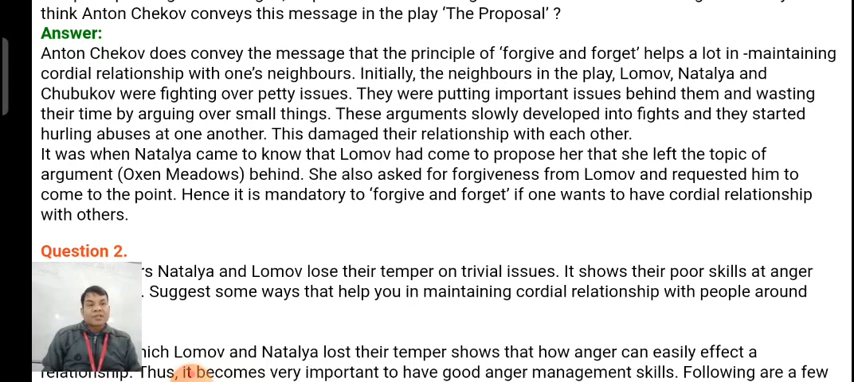 think Anton Chekov conveys this message in the play ‘The Proposal’ ?
Answer:
Anton Chekov does convey the message that the principle of ‘forgive and forget’ helps a lot in -maintaining
cordial relationship with one’s neighbours. Initially, the neighbours in the play, Lomov, Natalya and
Chubukov were fighting over petty issues. They were putting important issues behind them and wasting
their time by arguing over small things. These arguments slowly developed into fights and they started
hurling abuses at one another. This damaged their relationship with each other.
It was when Natalya came to know that Lomov had come to propose her that she left the topic of
argument (Oxen Meadows) behind. She also asked for forgiveness from Lomov and requested him to
come to the point. Hence it is mandatory to ‘forgive and forget’ if one wants to have cordial relationship
with others.
Question 2.
Natalya and Lomov lose their temper on trivial issues. It shows their poor skills at anger
. Suggest some ways that help you in maintaining cordial relationship with people around
Lomov and Natalya lost their temper shows that how anger can easily effect a
relationship. Thus, it becomes very important to have good anger management skills. Following are a few